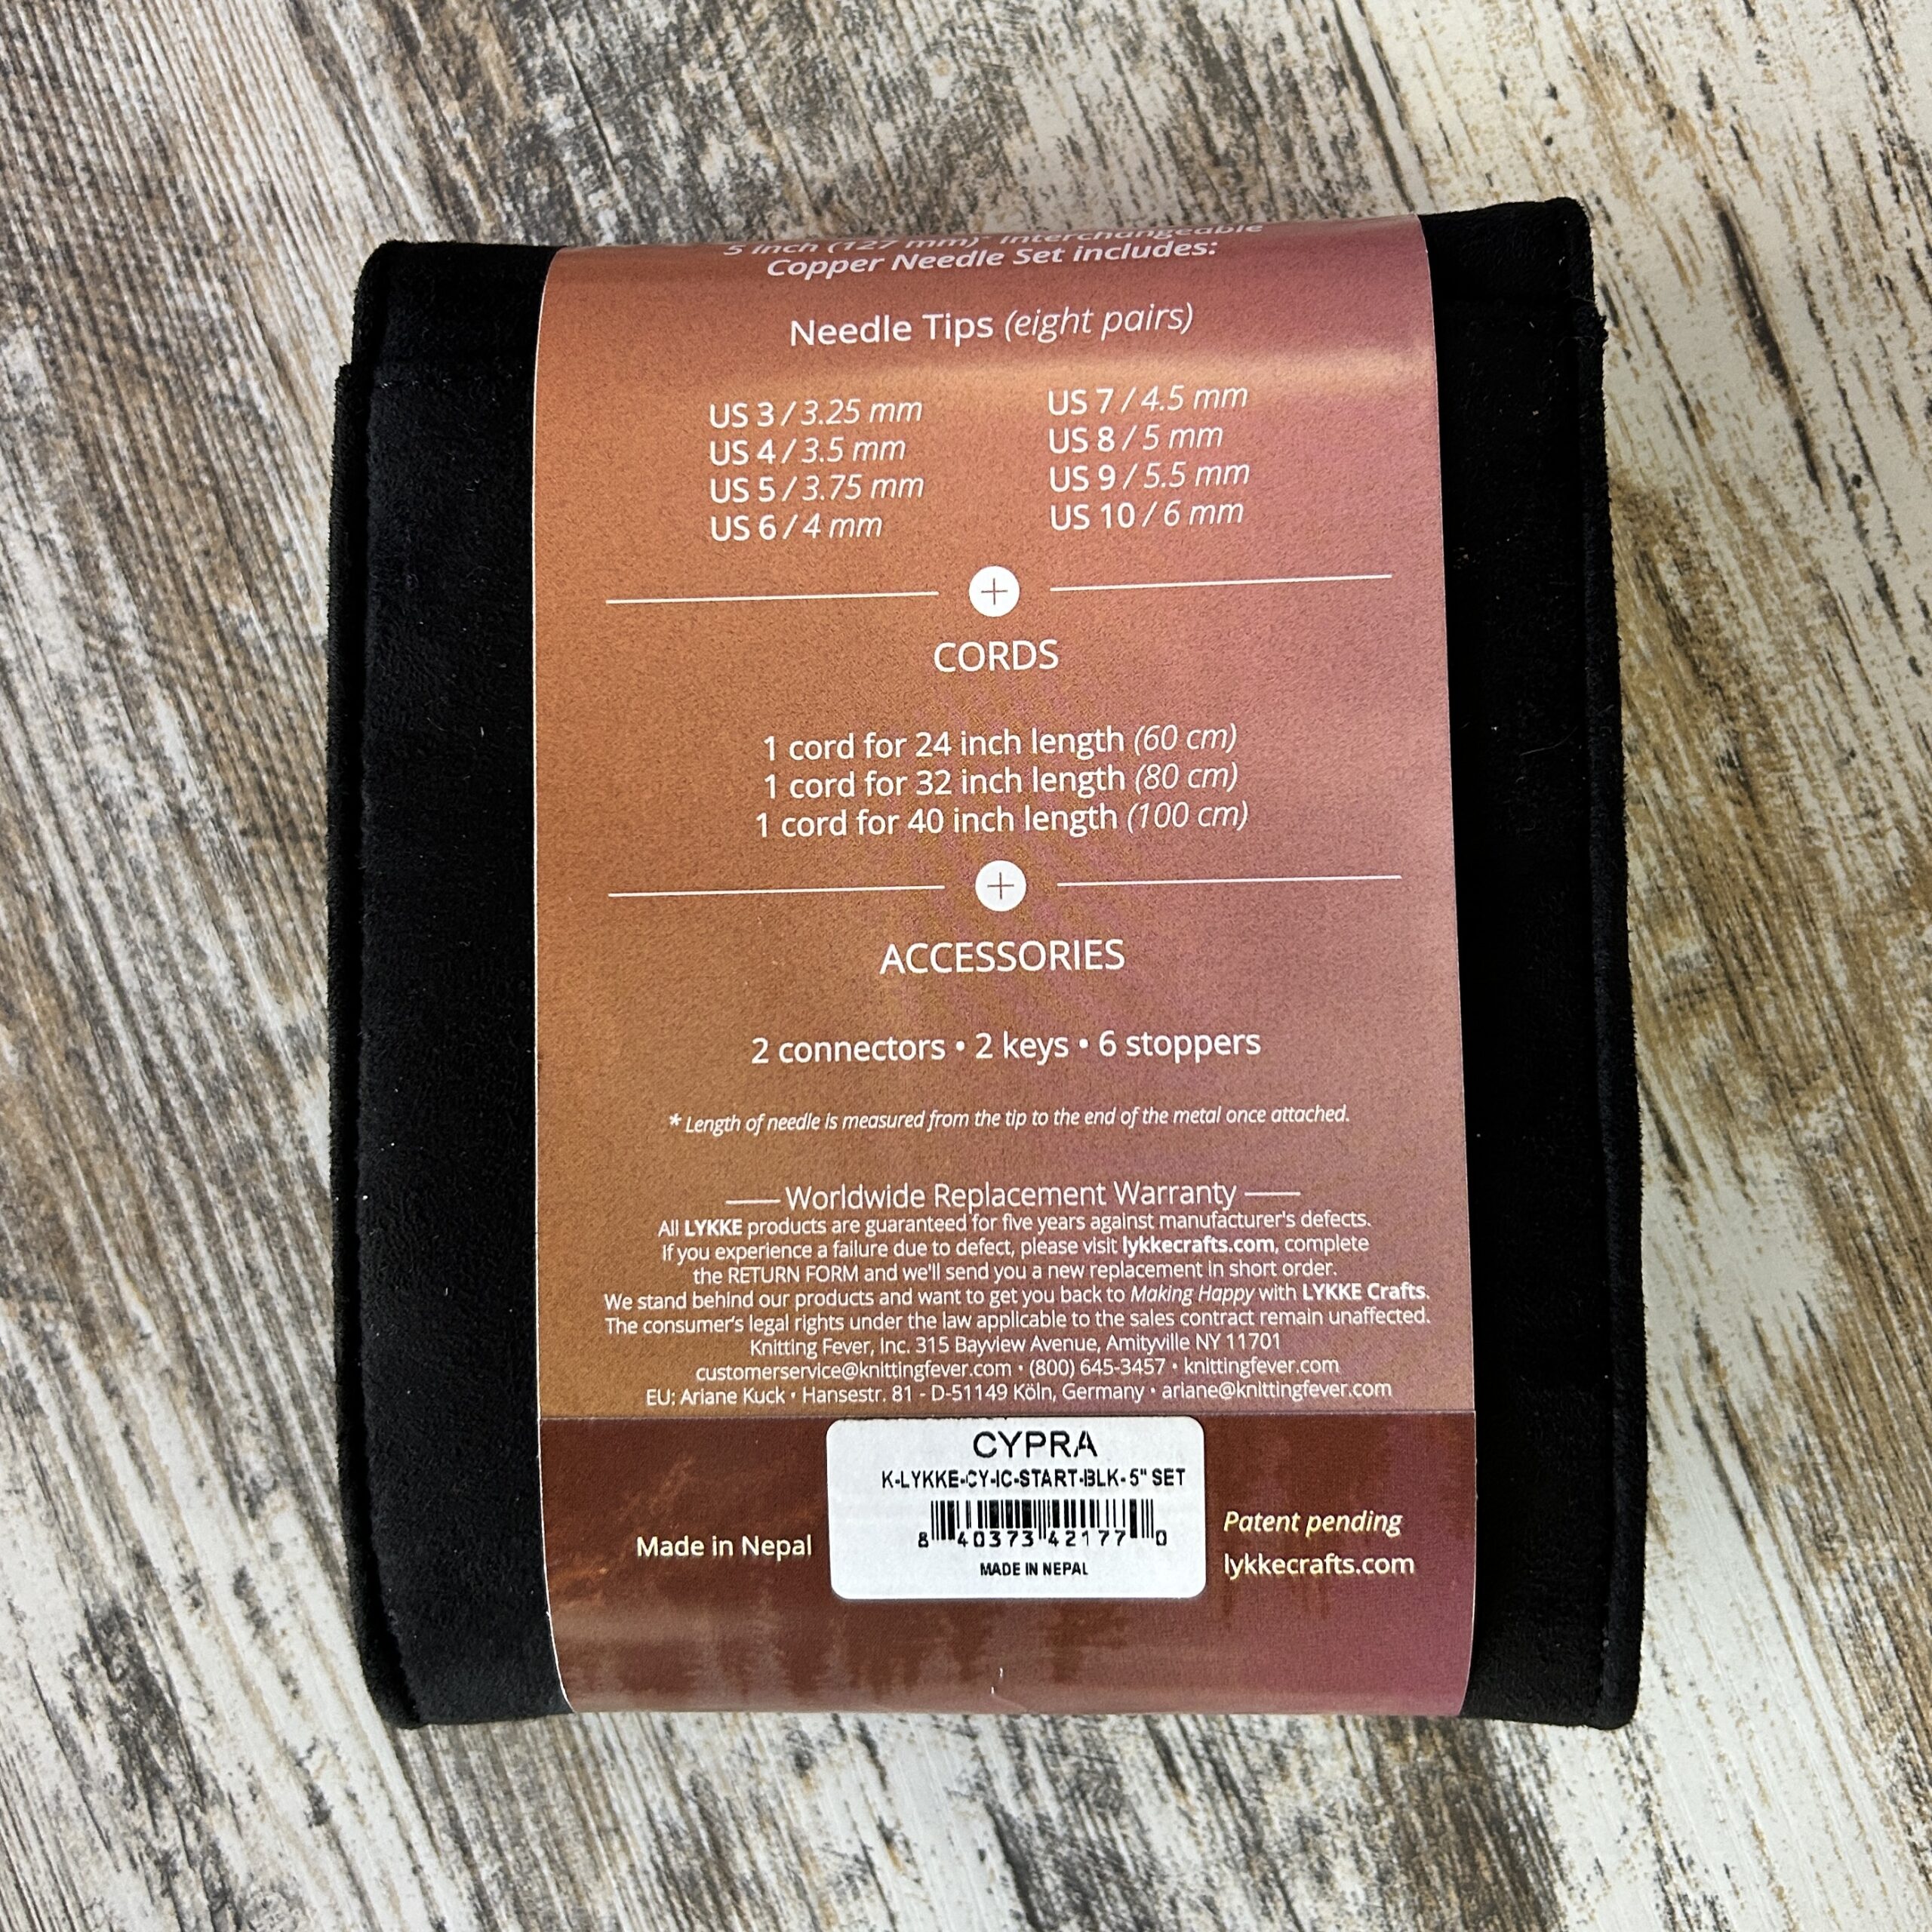 5 inch (127 mm)* Interchangeable
Copper Needle Set includes:
Needle Tips (eight pairs)
US 3 / 3.25 mm
US 4 / 3.5 mm
US 5 / 3.75 mm
US 6 / 4 mm
US 7 / 4.5 mm
US 8 / 5 mm
US 9 / 5.5 mm
US 10 / 6 mm
+
CORDS
1 cord for 24 inch length (60 cm)
1 cord for 32 inch length (80 cm)
1 cord for 40 inch length (100 cm)
+
ACCESSORIES
2 connectors • 2 keys • 6 stoppers
* Length of needle is measured from the tip to the end of the metal once attached.
Worldwide Replacement Warranty
All LYKKE products are guaranteed for five years against manufacturer's defects.
If you experience a failure due to defect, please visit lykkecrafts.com, complete
the RETURN FORM and we'll send you a new replacement in short order.
We stand behind our products and want to get you back to Making Happy with LYKKE Crafts.
The consumer's legal rights under the law applicable to the sales contract remain unaffected.
Knitting Fever, Inc. 315 Bayview Avenue, Amityville NY 11701
customerservice@knittingfever.com • (800) 645-3457 • knittingfever.com
EU: Ariane Kuck • Hansestr. 81 - D-51149 Köln, Germany • ariane@knittingfever.com
Made in Nepal
CYPRA
K-LYKKE-CY-IC-START-BLK-5" SET
8 40373 42177 0
MADE IN NEPAL
Patent pending
lykkecrafts.com